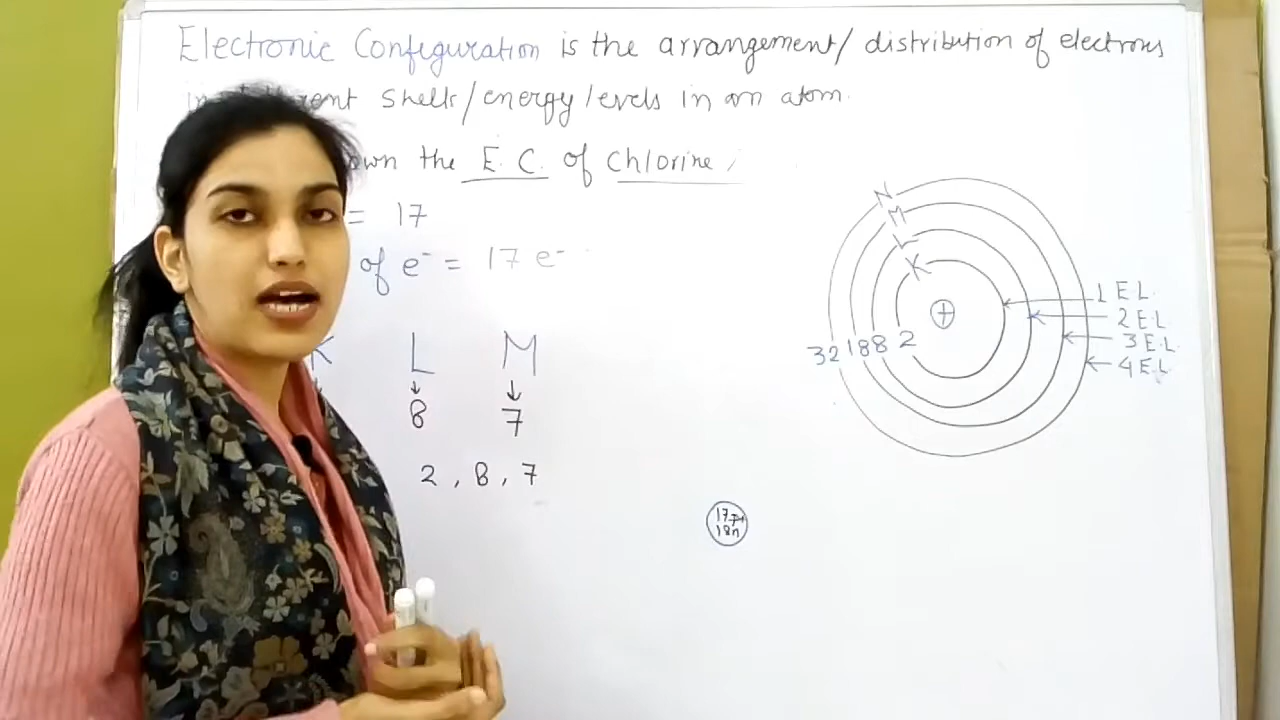 Electronic Configuration is the arrangement/ distribution of electrons
shells/energy/levels in an atom.
the E.C. of Chlorine
= 17
of e⁻ = 17 e⁻
K L M
8 7
2 , 8 , 7
N
M
L
K
1 E L
2 E L
3 E L
4 E L
32 18 8 2
+
17p+
18n